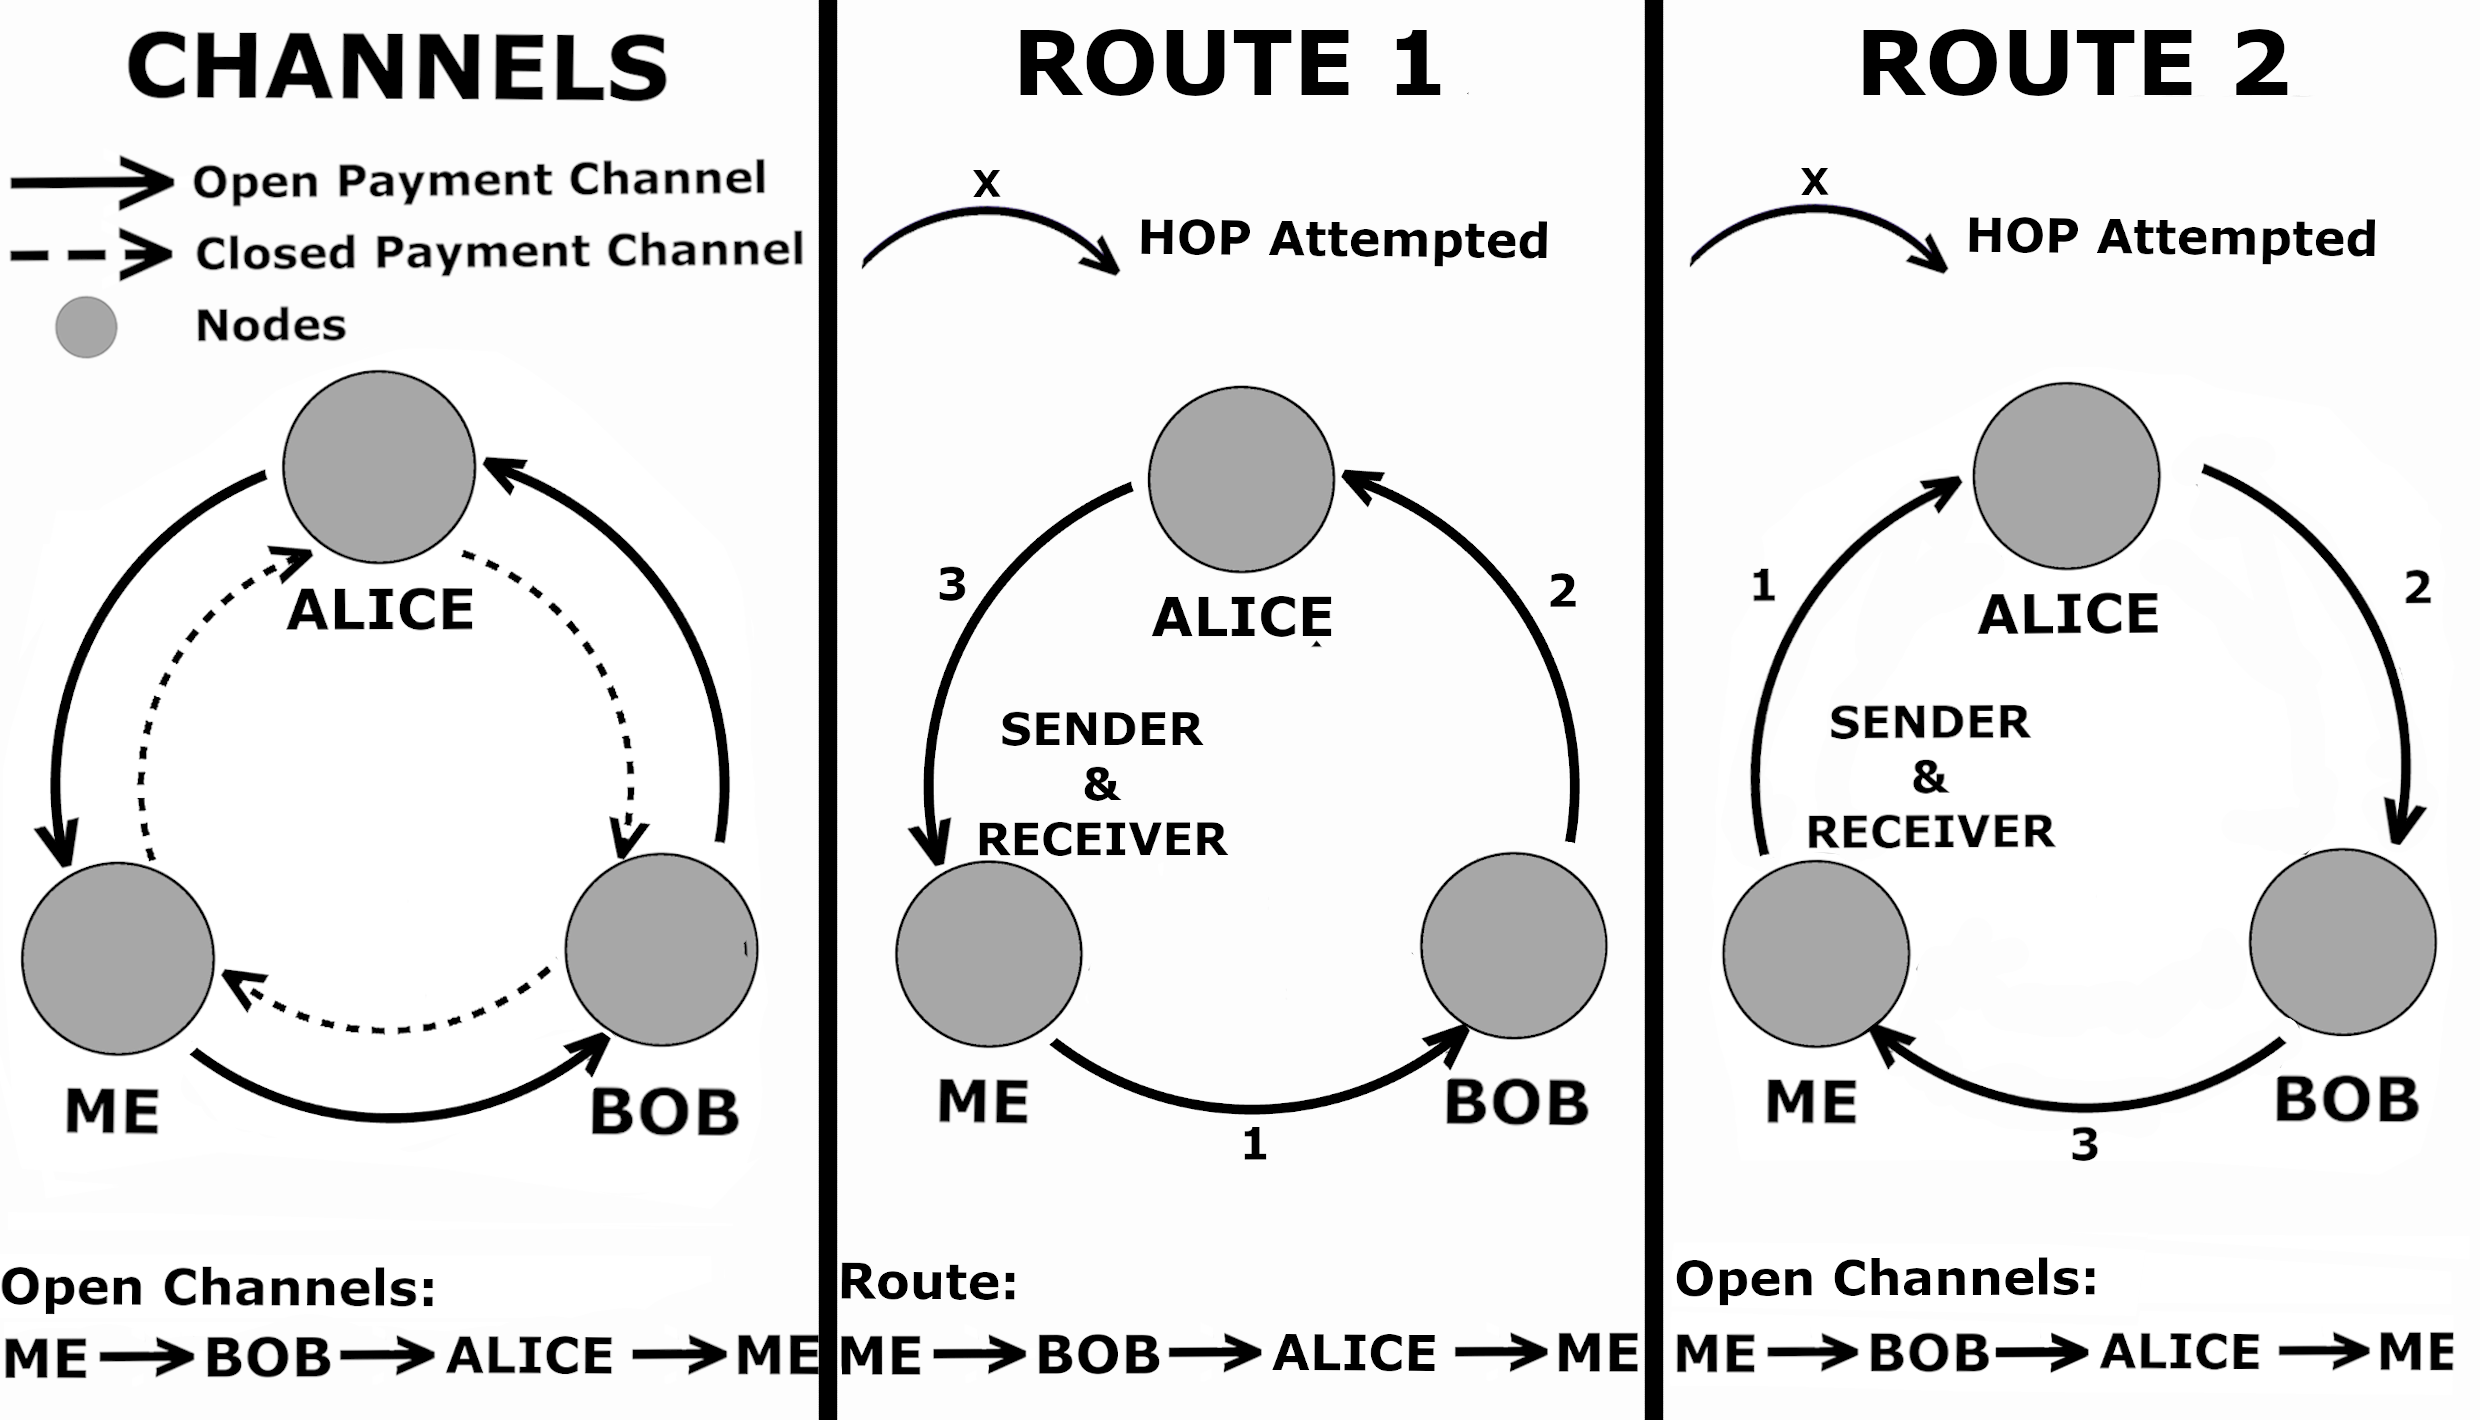 CHANNELS
Open Payment Channel
Closed Payment Channel
Nodes
ALICE
ME
BOB
Open Channels:
ME BOB ALICE ME
ROUTE 1
X
HOP Attempted
3
2
ALICE
SENDER
&
RECEIVER
ME
BOB
1
Route:
ME BOB ALICE ME
ROUTE 2
X
HOP Attempted
1
2
ALICE
SENDER
&
RECEIVER
ME
BOB
3
Open Channels:
ME BOB ALICE ME